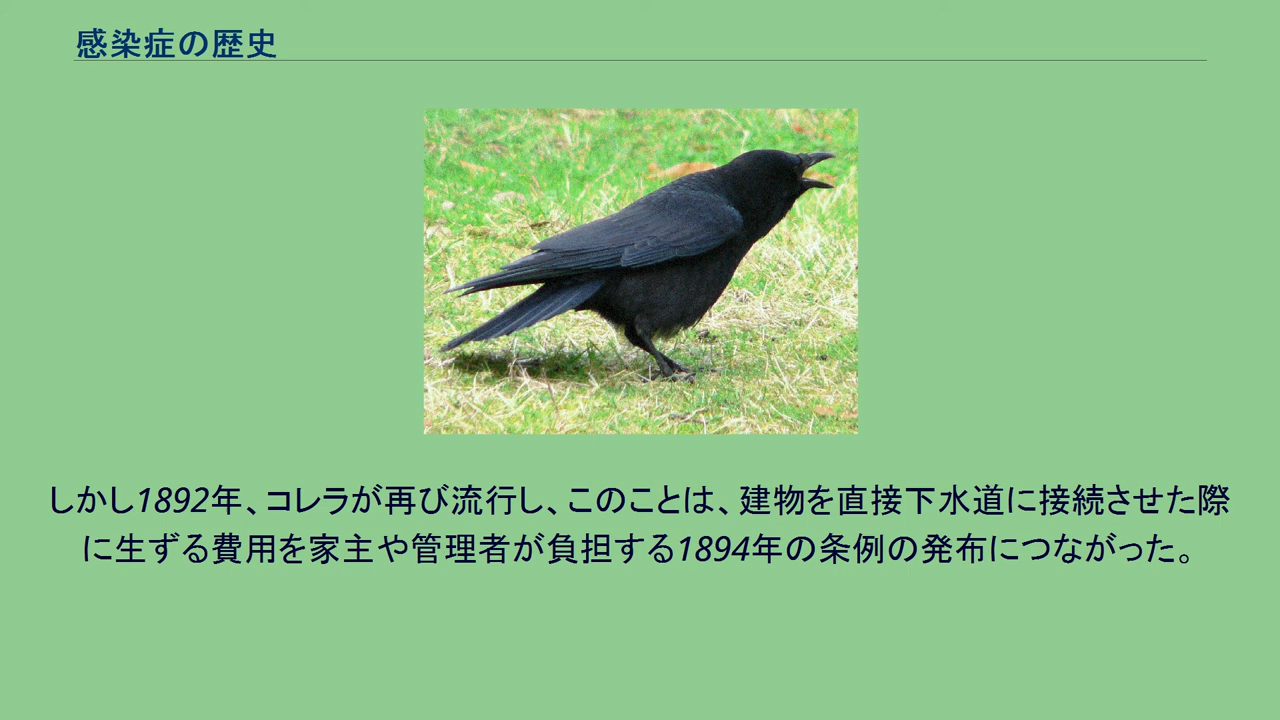 感染症の歴史
しかし1892年、コレラが再び流行し、このことは、建物を直接下水道に接続させた際
に生ずる費用を家主や管理者が負担する1894年の条例の発布につながった。